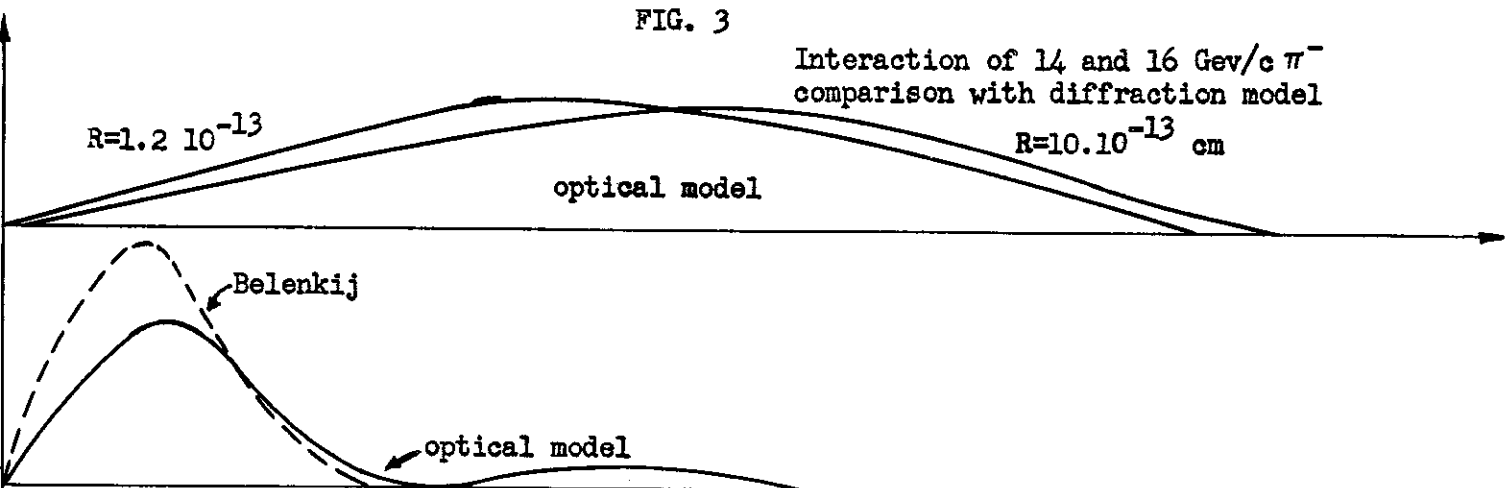 FIG. 3
Interaction of 14 and 16 Gev/c π⁻
comparison with diffraction model
R=1.2 10⁻¹³
R=10.10⁻¹³ cm
optical model
Belenkij
optical model